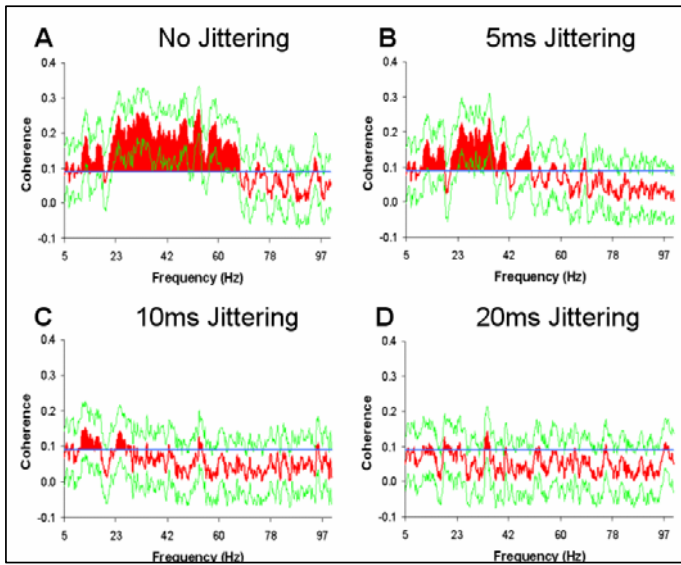 A No Jittering
0.4
0.3
0.2
0.1
0.0
-0.1
Coherence
5 23 42 60 78 97
Frequency (Hz)
B 5ms Jittering
0.4
0.3
0.2
0.1
0.0
-0.1
Coherence
5 23 42 60 78 97
Frequency (Hz)
C 10ms Jittering
0.4
0.3
0.2
0.1
0.0
-0.1
Coherence
5 23 42 60 78 97
Frequency (Hz)
D 20ms Jittering
0.4
0.3
0.2
0.1
0.0
-0.1
Coherence
5 23 42 60 78 97
Frequency (Hz)